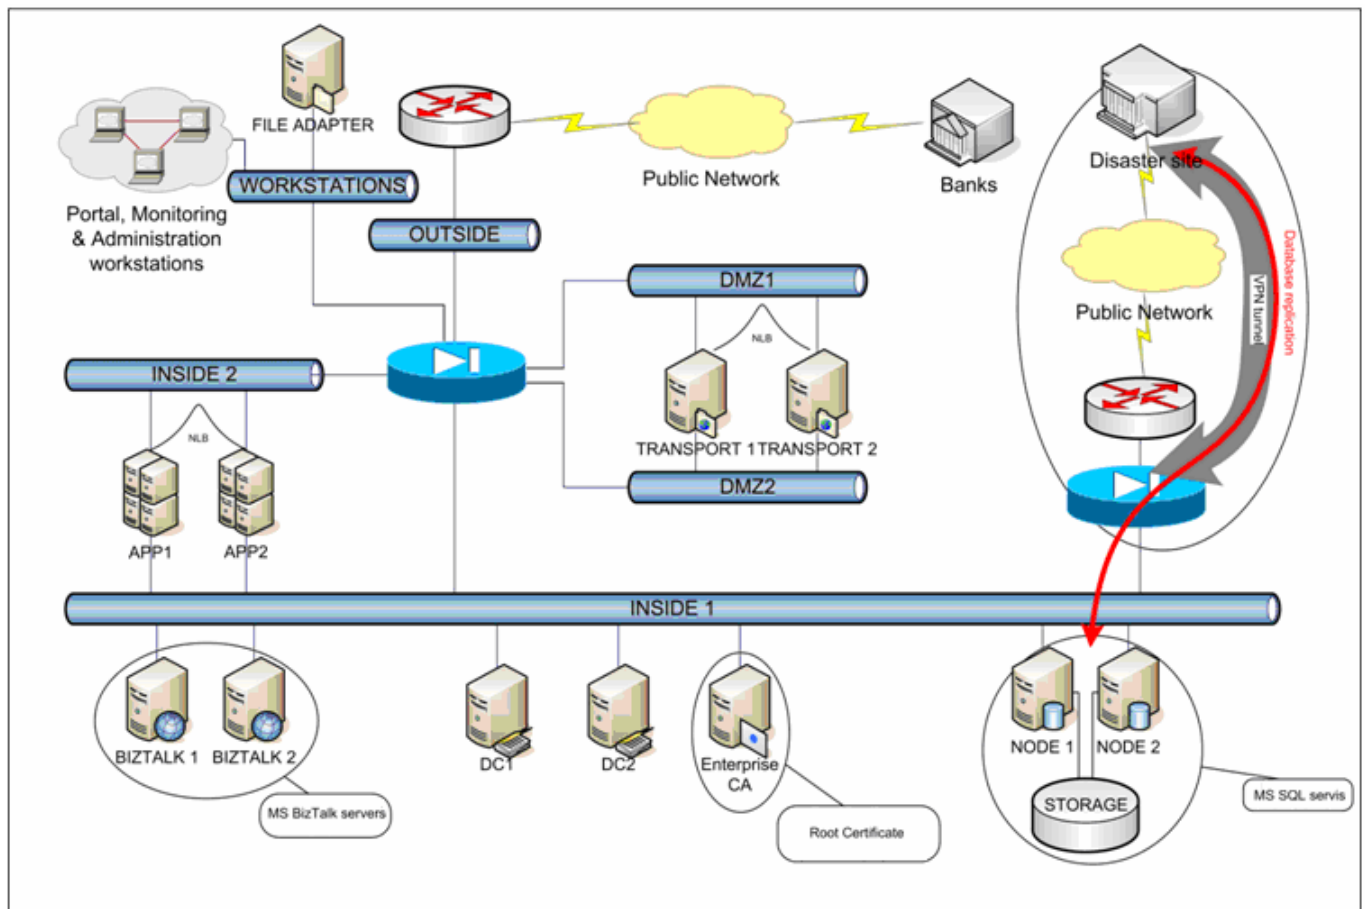 FILE ADAPTER
WORKSTATIONS
Portal, Monitoring
& Administration
workstations
OUTSIDE
Public Network
Banks
Disaster site
Public Network
Database replication
VPN tunnel
DMZ1
NLB
TRANSPORT 1
TRANSPORT 2
DMZ2
INSIDE 2
NLB
APP1
APP2
INSIDE 1
BIZTALK 1
BIZTALK 2
MS BizTalk servers
DC1
DC2
Enterprise
CA
Root Certificate
NODE 1
NODE 2
STORAGE
MS SQL servis